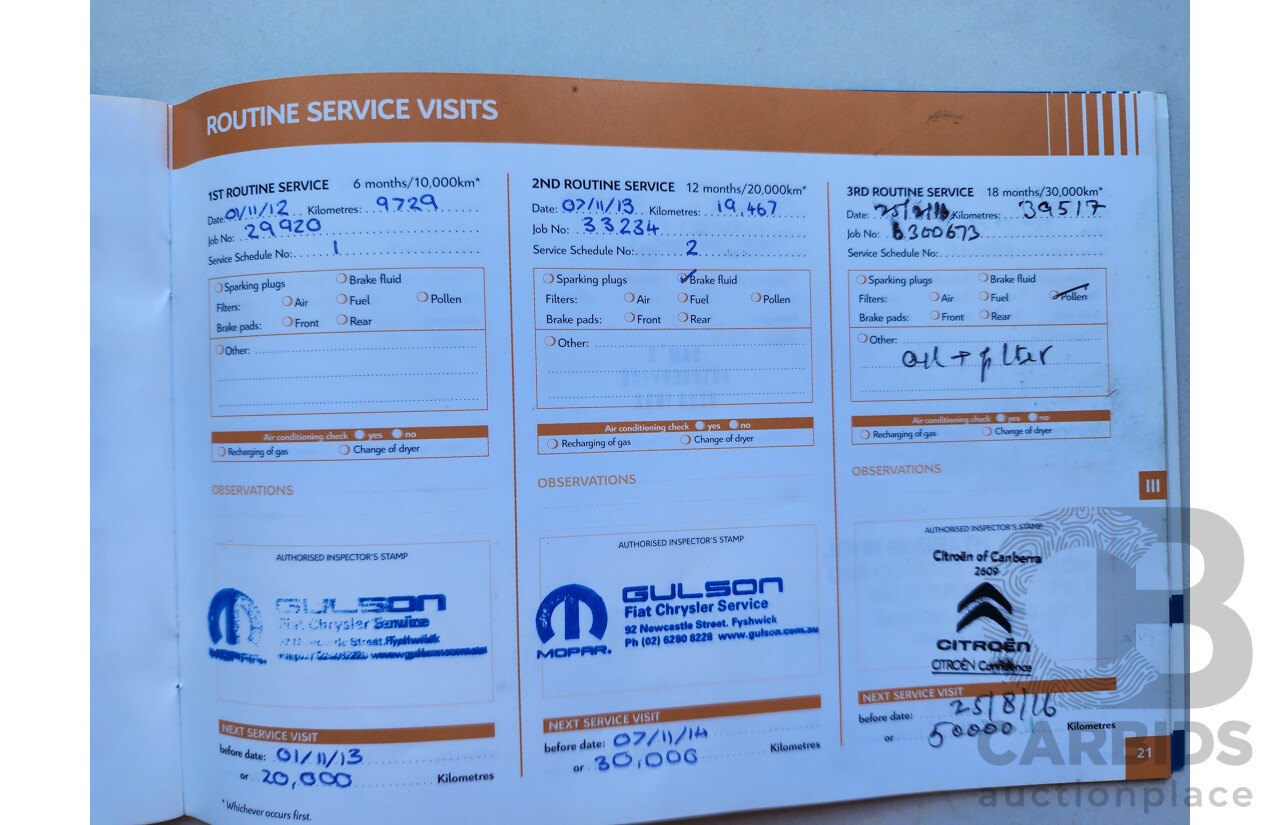 ROUTINE SERVICE VISITS
1ST ROUTINE SERVICE 6 months/10,000km*
Date: 01/11/12 Kilometres: 9729
Job No: 29920
Service Schedule No: 1
Sparking plugs Brake fluid
Filters: Air Fuel Pollen
Brake pads: Front Rear
Other:
Air conditioning check yes no
Recharging of gas Change of dryer
OBSERVATIONS
AUTHORISED INSPECTOR'S STAMP
GULSON
Fiat Chrysler Service
Street. Fyshwick
www.gulson.com.au
MOPAR.
NEXT SERVICE VISIT
before date: 01/11/13
or 20,000 Kilometres
*Whichever occurs first.
2ND ROUTINE SERVICE 12 months/20,000km*
Date: 07/11/13 Kilometres: 19,467
Job No: 33234
Service Schedule No: 2
Sparking plugs Brake fluid
Filters: Air Fuel Pollen
Brake pads: Front Rear
Other:
Air conditioning check yes no
Recharging of gas Change of dryer
OBSERVATIONS
AUTHORISED INSPECTOR'S STAMP
GULSON
Fiat Chrysler Service
92 Newcastle Street. Fyshwick
Ph (02) 6280 8228 www.gulson.com.au
MOPAR.
NEXT SERVICE VISIT
before date: 07/11/14
or 30,000 Kilometres
3RD ROUTINE SERVICE 18 months/30,000km*
Date: Kilometres: 39517
Job No: 6300673
Service Schedule No:
Sparking plugs Brake fluid
Filters: Air Fuel Pollen
Brake pads: Front Rear
Other:
oil + filter
Air conditioning check yes no
Recharging of gas Change of dryer
OBSERVATIONS
AUTHORISED INSPECTOR'S STAMP
Citroën of Canberra
2609
CITROËN
CITROËN Confidence
NEXT SERVICE VISIT
before date: 25/8/16
or 50000 Kilometres
III
21
CARBIDS
auctionplace